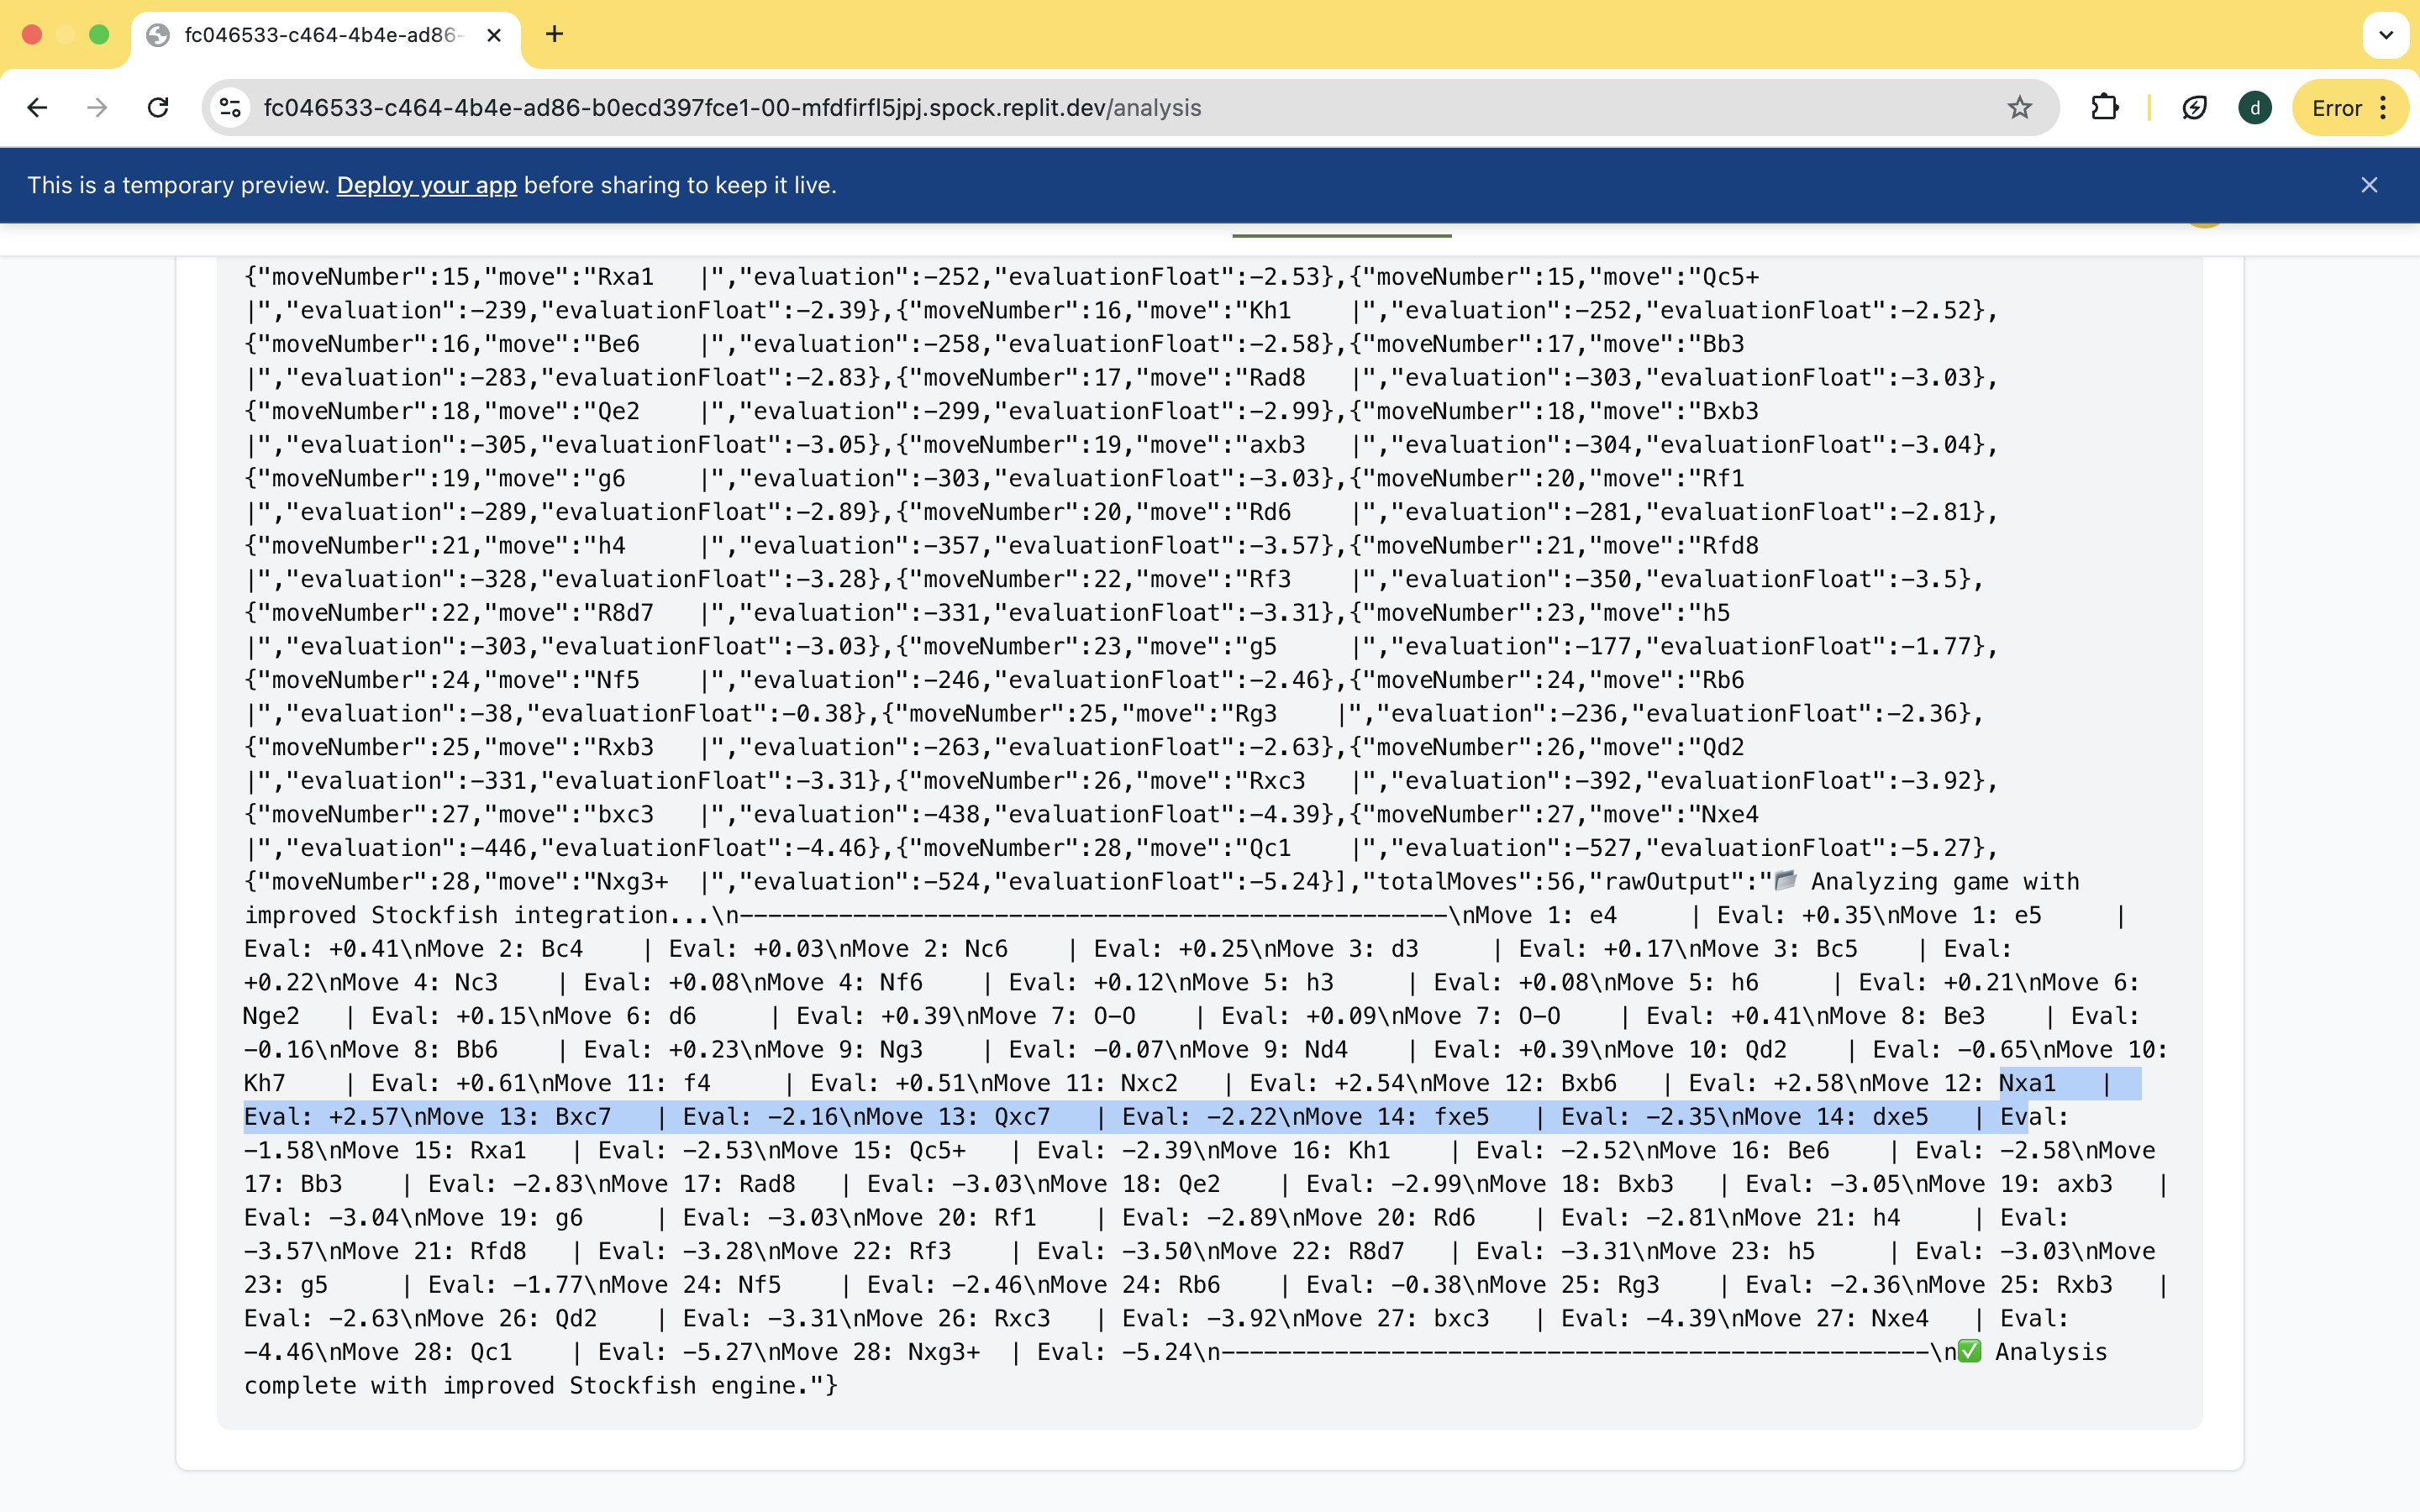 fc046533-c464-4b4e-ad86-
fc046533-c464-4b4e-ad86-b0ecd397fce1-00-mfdfirfl5jpj.spock.replit.dev/analysis
d
Error
This is a temporary preview. Deploy your app before sharing to keep it live.
{"moveNumber":15,"move":"Rxa1   |","evaluation":-252,"evaluationFloat":-2.53},{"moveNumber":15,"move":"Qc5+
|","evaluation":-239,"evaluationFloat":-2.39},{"moveNumber":16,"move":"Kh1    |","evaluation":-252,"evaluationFloat":-2.52},
{"moveNumber":16,"move":"Be6    |","evaluation":-258,"evaluationFloat":-2.58},{"moveNumber":17,"move":"Bb3
|","evaluation":-283,"evaluationFloat":-2.83},{"moveNumber":17,"move":"Rad8   |","evaluation":-303,"evaluationFloat":-3.03},
{"moveNumber":18,"move":"Qe2    |","evaluation":-299,"evaluationFloat":-2.99},{"moveNumber":18,"move":"Bxb3
|","evaluation":-305,"evaluationFloat":-3.05},{"moveNumber":19,"move":"axb3   |","evaluation":-304,"evaluationFloat":-3.04},
{"moveNumber":19,"move":"g6     |","evaluation":-303,"evaluationFloat":-3.03},{"moveNumber":20,"move":"Rf1
|","evaluation":-289,"evaluationFloat":-2.89},{"moveNumber":20,"move":"Rd6    |","evaluation":-281,"evaluationFloat":-2.81},
{"moveNumber":21,"move":"h4     |","evaluation":-357,"evaluationFloat":-3.57},{"moveNumber":21,"move":"Rfd8
|","evaluation":-328,"evaluationFloat":-3.28},{"moveNumber":22,"move":"Rf3    |","evaluation":-350,"evaluationFloat":-3.5},
{"moveNumber":22,"move":"R8d7   |","evaluation":-331,"evaluationFloat":-3.31},{"moveNumber":23,"move":"h5
|","evaluation":-303,"evaluationFloat":-3.03},{"moveNumber":23,"move":"g5     |","evaluation":-177,"evaluationFloat":-1.77},
{"moveNumber":24,"move":"Nf5    |","evaluation":-246,"evaluationFloat":-2.46},{"moveNumber":24,"move":"Rb6
|","evaluation":-38,"evaluationFloat":-0.38},{"moveNumber":25,"move":"Rg3    |","evaluation":-236,"evaluationFloat":-2.36},
{"moveNumber":25,"move":"Rxb3   |","evaluation":-263,"evaluationFloat":-2.63},{"moveNumber":26,"move":"Qd2
|","evaluation":-331,"evaluationFloat":-3.31},{"moveNumber":26,"move":"Rxc3   |","evaluation":-392,"evaluationFloat":-3.92},
{"moveNumber":27,"move":"bxc3   |","evaluation":-438,"evaluationFloat":-4.39},{"moveNumber":27,"move":"Nxe4
|","evaluation":-446,"evaluationFloat":-4.46},{"moveNumber":28,"move":"Qc1    |","evaluation":-527,"evaluationFloat":-5.27},
{"moveNumber":28,"move":"Nxg3+  |","evaluation":-524,"evaluationFloat":-5.24}],"totalMoves":56,"rawOutput":"📂 Analyzing game with
improved Stockfish integration...\n--------------------------------------------------\nMove 1: e4     | Eval: +0.35\nMove 1: e5     |
Eval: +0.41\nMove 2: Bc4    | Eval: +0.03\nMove 2: Nc6    | Eval: +0.25\nMove 3: d3     | Eval: +0.17\nMove 3: Bc5    | Eval:
+0.22\nMove 4: Nc3    | Eval: +0.08\nMove 4: Nf6    | Eval: +0.12\nMove 5: h3     | Eval: +0.08\nMove 5: h6     | Eval: +0.21\nMove 6:
Nge2   | Eval: +0.15\nMove 6: d6     | Eval: +0.39\nMove 7: O-O    | Eval: +0.09\nMove 7: O-O    | Eval: +0.41\nMove 8: Be3    | Eval:
-0.16\nMove 8: Bb6    | Eval: +0.23\nMove 9: Ng3    | Eval: -0.07\nMove 9: Nd4    | Eval: +0.39\nMove 10: Qd2    | Eval: -0.65\nMove 10:
Kh7    | Eval: +0.61\nMove 11: f4     | Eval: +0.51\nMove 11: Nxc2   | Eval: +2.54\nMove 12: Bxb6   | Eval: +2.58\nMove 12: Nxa1   |
Eval: +2.57\nMove 13: Bxc7   | Eval: -2.16\nMove 13: Qxc7   | Eval: -2.22\nMove 14: fxe5   | Eval: -2.35\nMove 14: dxe5   | Eval:
-1.58\nMove 15: Rxa1   | Eval: -2.53\nMove 15: Qc5+   | Eval: -2.39\nMove 16: Kh1    | Eval: -2.52\nMove 16: Be6    | Eval: -2.58\nMove
17: Bb3    | Eval: -2.83\nMove 17: Rad8   | Eval: -3.03\nMove 18: Qe2    | Eval: -2.99\nMove 18: Bxb3   | Eval: -3.05\nMove 19: axb3   |
Eval: -3.04\nMove 19: g6     | Eval: -3.03\nMove 20: Rf1    | Eval: -2.89\nMove 20: Rd6    | Eval: -2.81\nMove 21: h4     | Eval:
-3.57\nMove 21: Rfd8   | Eval: -3.28\nMove 22: Rf3    | Eval: -3.50\nMove 22: R8d7   | Eval: -3.31\nMove 23: h5     | Eval: -3.03\nMove
23: g5     | Eval: -1.77\nMove 24: Nf5    | Eval: -2.46\nMove 24: Rb6    | Eval: -0.38\nMove 25: Rg3    | Eval: -2.36\nMove 25: Rxb3   |
Eval: -2.63\nMove 26: Qd2    | Eval: -3.31\nMove 26: Rxc3   | Eval: -3.92\nMove 27: bxc3   | Eval: -4.39\nMove 27: Nxe4   | Eval:
-4.46\nMove 28: Qc1    | Eval: -5.27\nMove 28: Nxg3+  | Eval: -5.24\n--------------------------------------------------\n✅ Analysis
complete with improved Stockfish engine."}